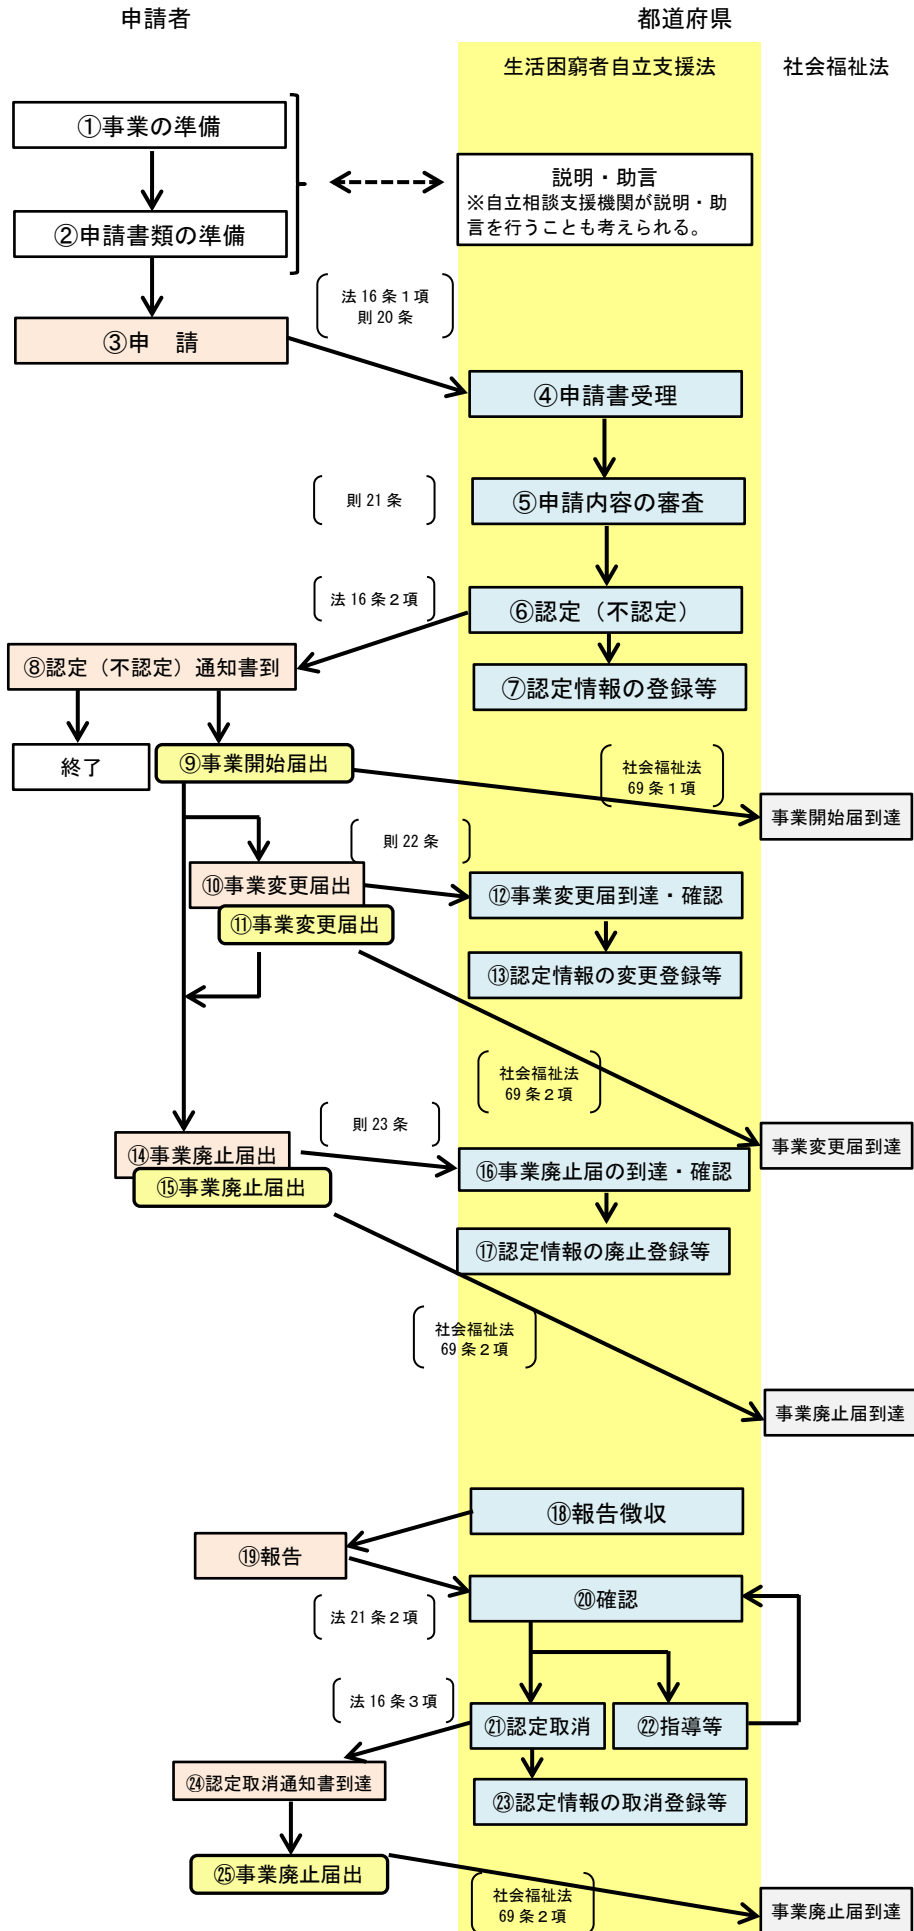 申請者
都道府県
生活困窮者自立支援法
社会福祉法
①事業の準備
説明・助言
※自立相談支援機関が説明・助
言を行うことも考えられる。
②申請書類の準備
法16条1項
則20条
③申　請
④申請書受理
則21条
⑤申請内容の審査
法16条2項
⑥認定（不認定）
⑧認定（不認定）通知書到
⑦認定情報の登録等
終了
⑨事業開始届出
社会福祉法
69条1項
事業開始届到達
則22条
⑩事業変更届出
⑫事業変更届到達・確認
⑪事業変更届出
⑬認定情報の変更登録等
社会福祉法
69条2項
則23条
事業変更届到達
⑭事業廃止届出
⑯事業廃止届の到達・確認
⑮事業廃止届出
⑰認定情報の廃止登録等
社会福祉法
69条2項
事業廃止届到達
⑱報告徴収
⑲報告
⑳確認
法21条2項
法16条3項
㉑認定取消
㉒指導等
㉔認定取消通知書到達
㉓認定情報の取消登録等
㉕事業廃止届出
社会福祉法
69条2項
事業廃止届到達